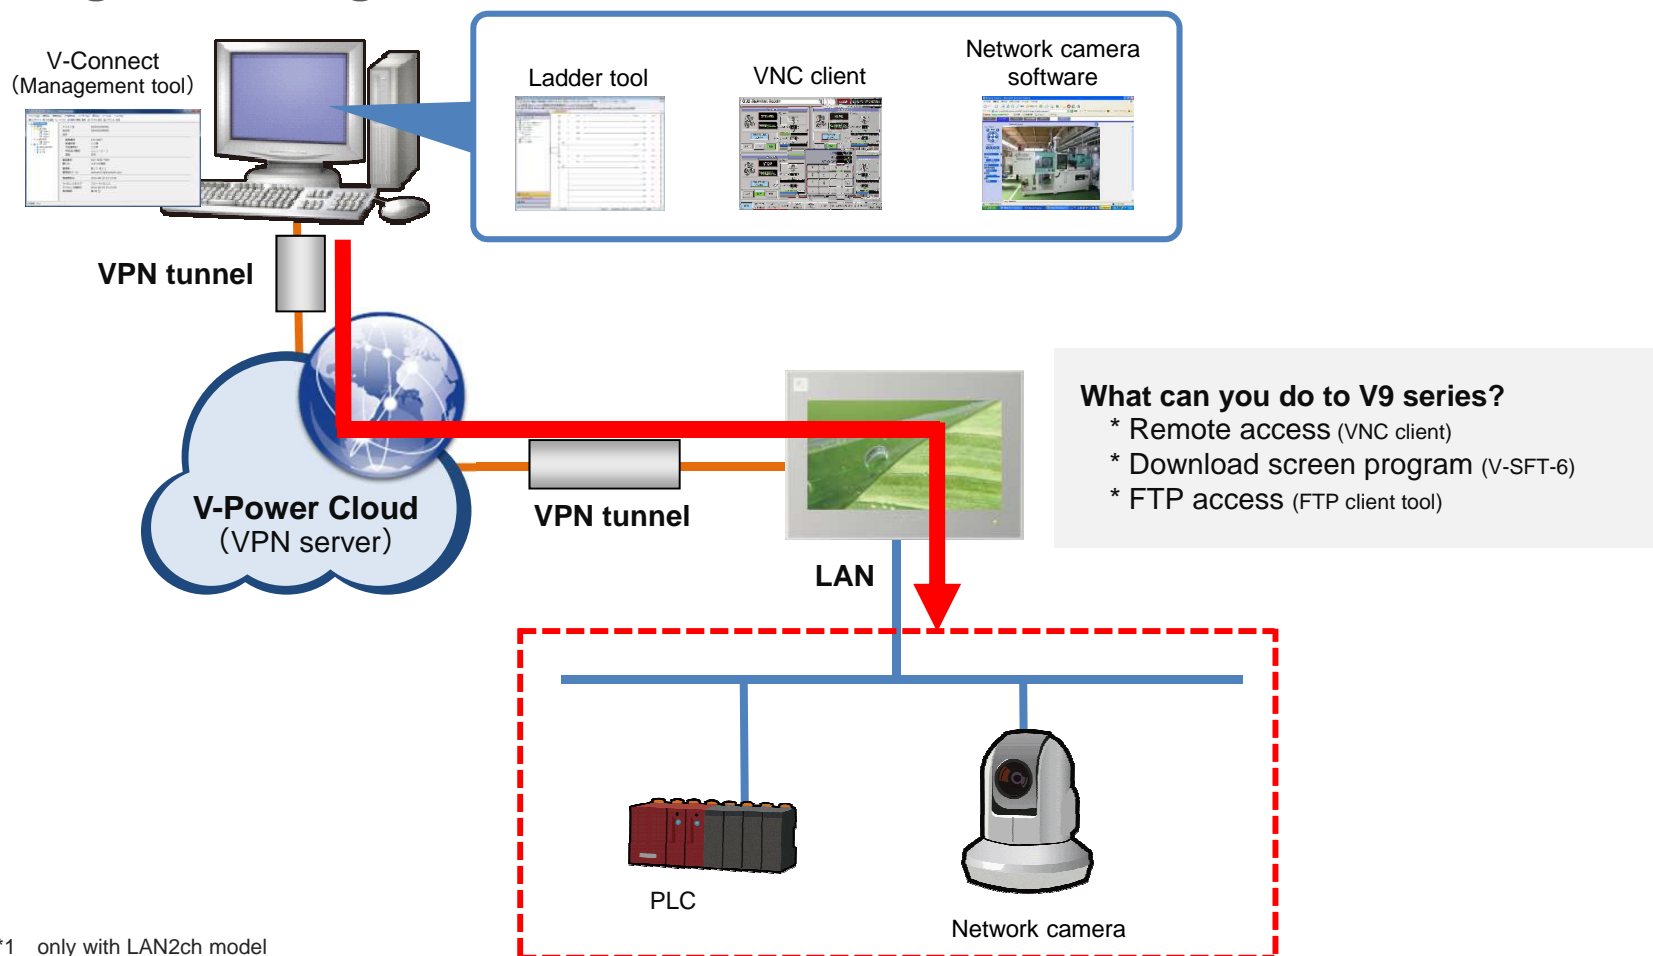 V-Connect
（Management tool）
Ladder tool
VNC client
Network camera
software
VPN tunnel
V-Power Cloud
（VPN server）
VPN tunnel
What can you do to V9 series?
* Remote access (VNC client)
* Download screen program (V-SFT-6)
* FTP access (FTP client tool)
LAN
PLC
Network camera
*1 only with LAN2ch model